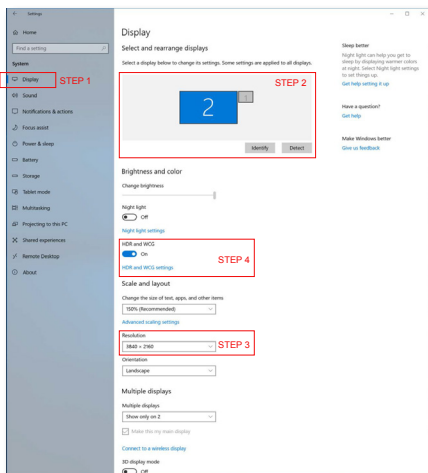 Settings
Home
Find a setting
System
Display
STEP 1
Sound
Notifications & actions
Focus assist
Power & sleep
Battery
Storage
Tablet mode
Multitasking
Projecting to this PC
Shared experiences
Remote Desktop
About
Display
Select and rearrange displays
Select a display below to change its settings. Some settings are applied to all displays.
STEP 2
2
1
Identify
Detect
Brightness and color
Change brightness
Night light
Off
Night light settings
HDR and WCG
On
STEP 4
HDR and WCG settings
Scale and layout
Change the size of text, apps, and other items
150% (Recommended)
Advanced scaling settings
Resolution
3840 × 2160
STEP 3
Orientation
Landscape
Multiple displays
Multiple displays
Show only on 2
Make this my main display
Connect to a wireless display
3D display mode
Off
Sleep better
Night light can help you get to
sleep by displaying warmer colors
at night. Select Night light settings
to set things up.
Get help setting it up
Have a question?
Get help
Make Windows better
Give us feedback